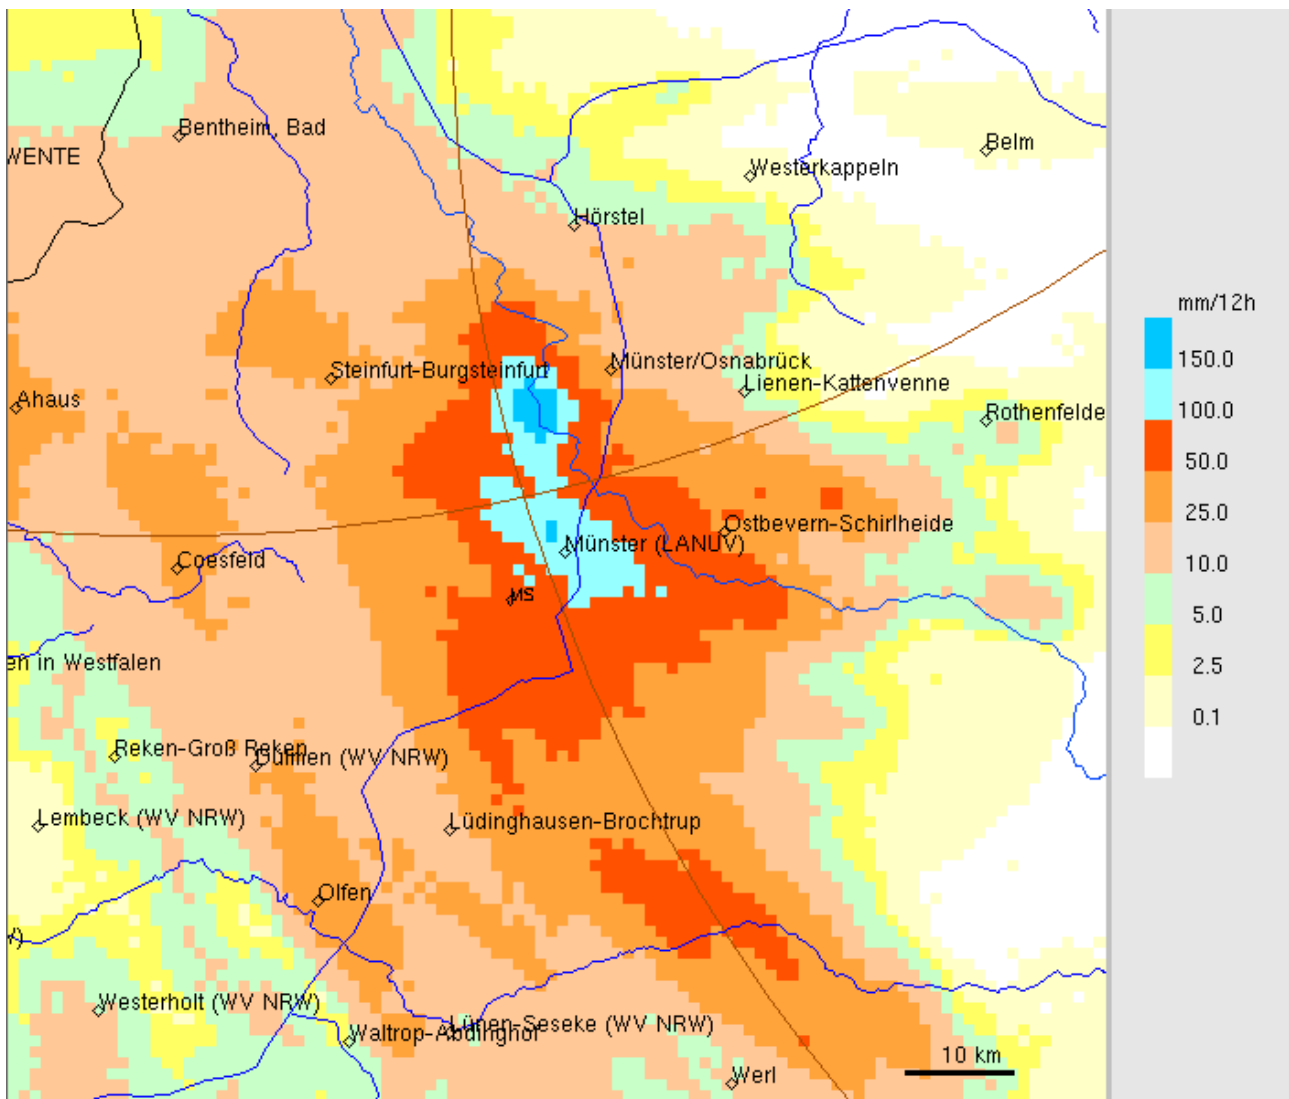 Bentheim, Bad
WENTE
Belm
Westerkappeln
Hörstel
mm/12h
150.0
100.0
50.0
25.0
10.0
5.0
2.5
0.1
Münster/Osnabrück
Steinfurt-Burgsteinfurt
Lienen-Kattenvenne
Ahaus
Rothenfelde
Ostbevern-Schirlheide
Münster (LANUV)
Coesfeld
MS
en in Westfalen
Reken-Groß Reken
Dülmen (WV NRW)
Lembeck (WV NRW)
Lüdinghausen-Brochtrup
Olfen
Westerholt (WV NRW)
Lünen-Seseke (WV NRW)
Waltrop-Abdinghof
10 km
Werl